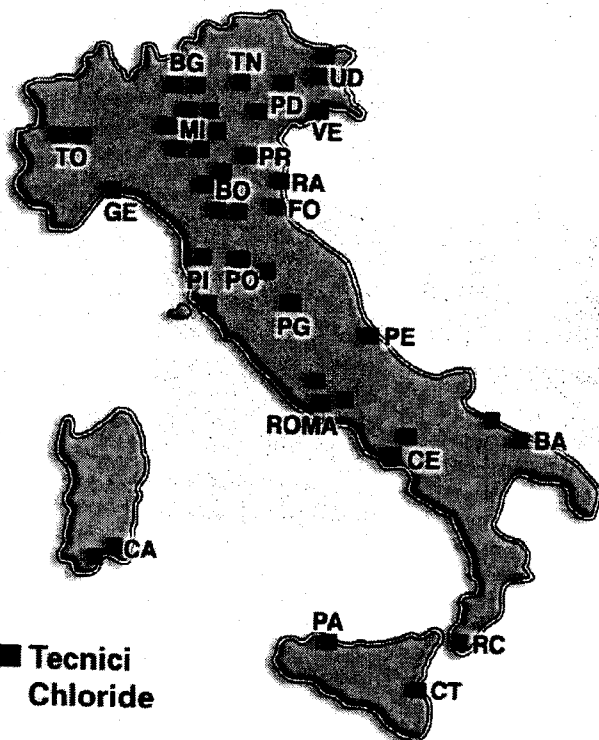 BG TN
UD
PD
MI VE
TO PR
RA
BO
GE FO
PI PO
PG
PE
ROMA
BA
CE
CA
PA
RC
CT
Tecnici
Chloride